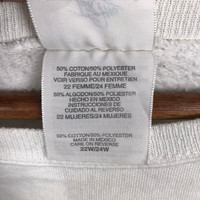 50% COTON/50% POLYESTER
FABRIQUE AU MEXIQUE
VOIR VERSO POUR ENTRETIEN
22 FEMME/24 FEMME
50% ALGODON/50% POLIESTER
HECHO EN MEXICO
INSTRUCCIONES DE
CUIDADO AL REVERSO
22 MUJERES/24 MUJERES
50% COTTON/50% POLYESTER
MADE IN MEXICO
CARE ON REVERSE
22W/24W